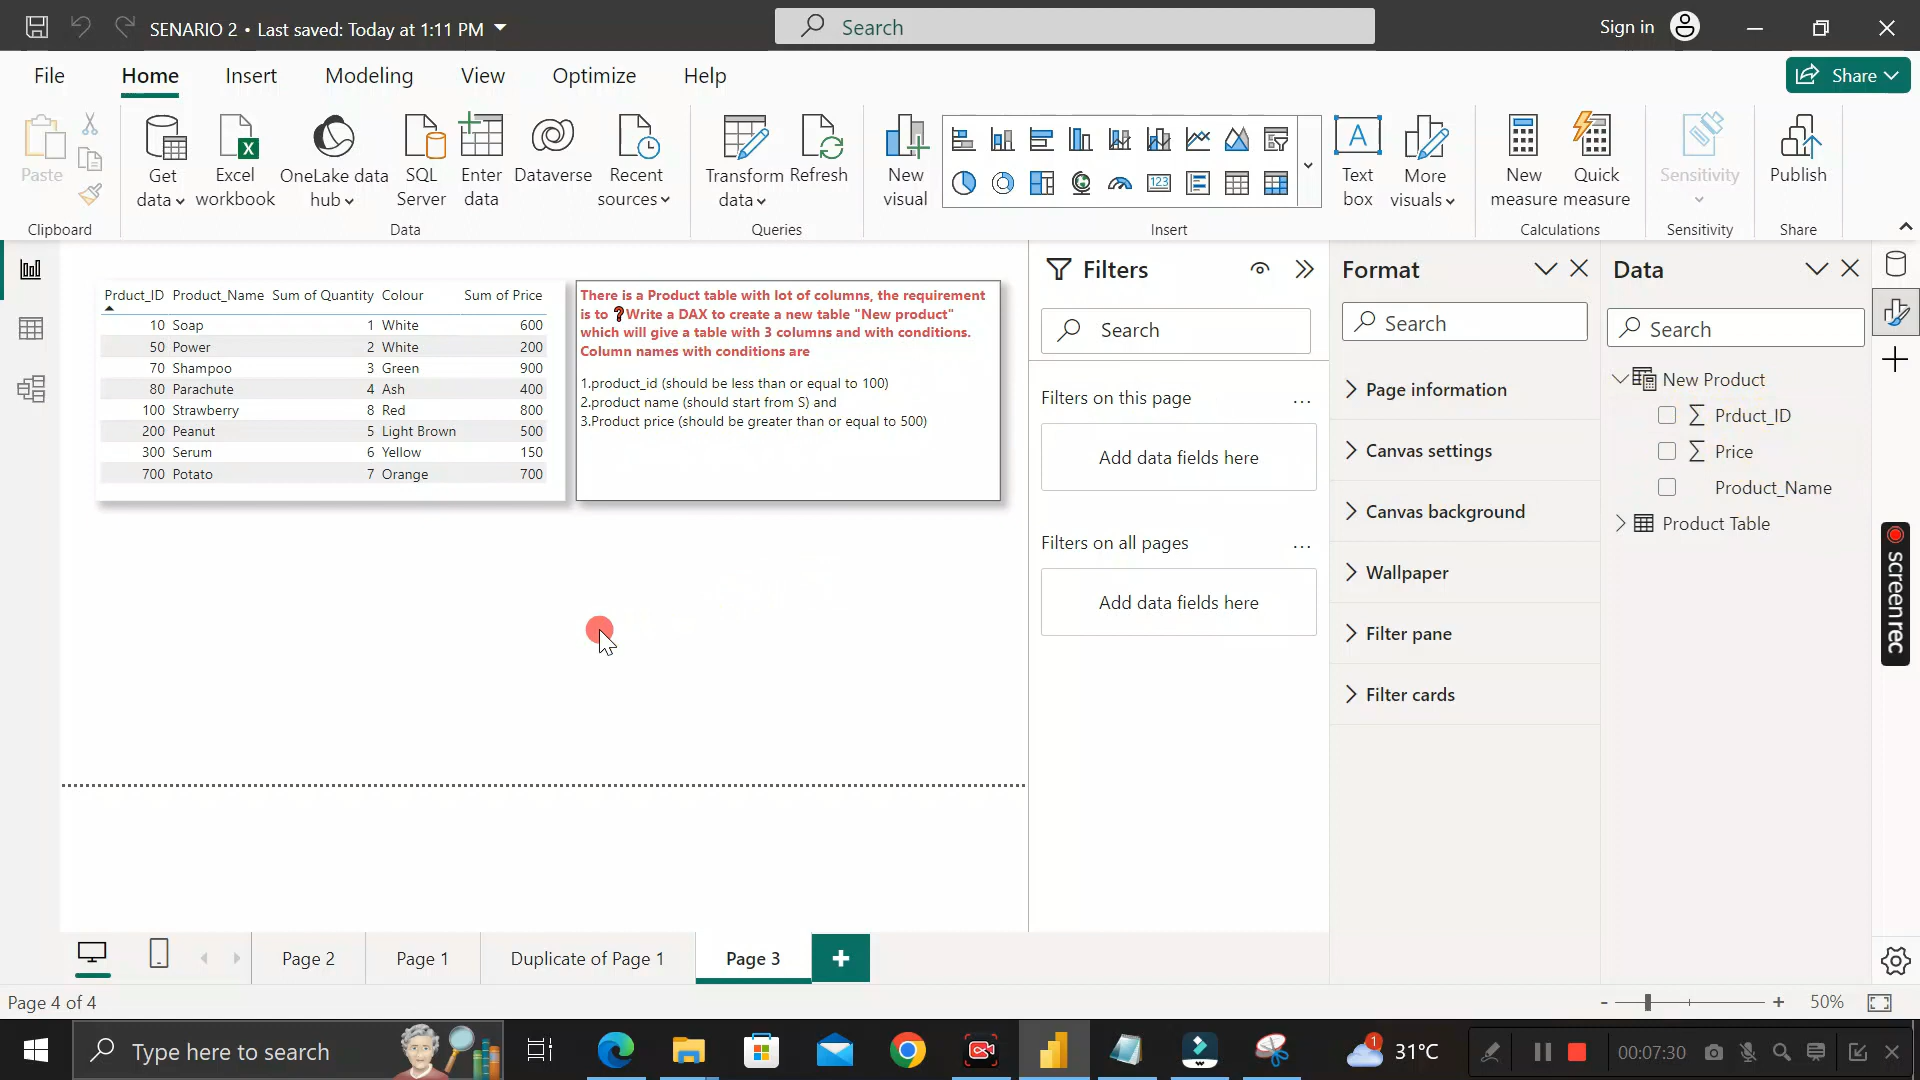 SENARIO 2 • Last saved: Today at 1:11 PM
Search
Sign in
File
Home
Insert
Modeling
View
Optimize
Help
Share
Paste
Get data
Excel workbook
OneLake data hub
SQL Server
Enter data
Dataverse
Recent sources
Transform data
Refresh
New visual
Text box
More visuals
New measure
Quick measure
Sensitivity
Publish
Clipboard
Data
Queries
Insert
Calculations
Sensitivity
Share
Prduct_ID Product_Name Sum of Quantity Colour Sum of Price
10 Soap 1 White 600
50 Power 2 White 200
70 Shampoo 3 Green 900
80 Parachute 4 Ash 400
100 Strawberry 8 Red 800
200 Peanut 5 Light Brown 500
300 Serum 6 Yellow 150
700 Potato 7 Orange 700
There is a Product table with lot of columns, the requirement
is to ❓Write a DAX to create a new table "New product"
which will give a table with 3 columns and with conditions.
Column names with conditions are
1.product_id (should be less than or equal to 100)
2.product name (should start from S) and
3.Product price (should be greater than or equal to 500)
Filters
Search
Filters on this page
...
Add data fields here
Filters on all pages
...
Add data fields here
Format
Search
Page information
Canvas settings
Canvas background
Wallpaper
Filter pane
Filter cards
Data
Search
New Product
Prduct_ID
Price
Product_Name
Product Table
screenrec
Page 2
Page 1
Duplicate of Page 1
Page 3
+
Page 4 of 4
- + 50%
Type here to search
1
31°C
00:07:30